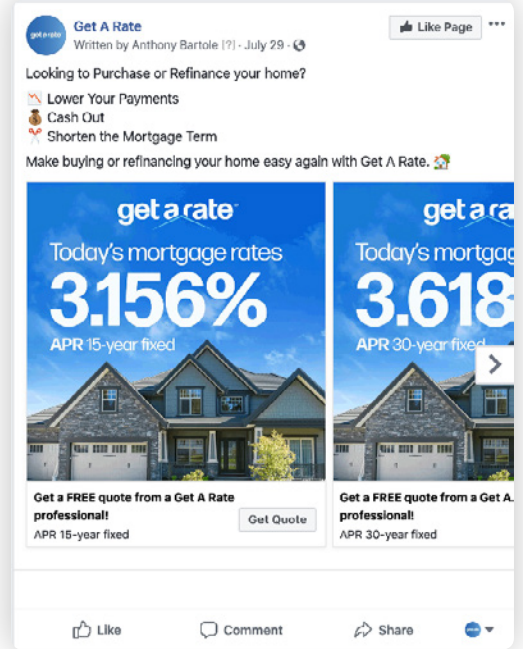 getarate
Get A Rate
Like Page
Written by Anthony Bartole [?] · July 29 ·
Looking to Purchase or Refinance your home?
Lower Your Payments
Cash Out
Shorten the Mortgage Term
Make buying or refinancing your home easy again with Get A Rate.
get a rate
Today's mortgage rates
3.156%
APR 15-year fixed
Get a FREE quote from a Get A Rate
professional!
APR 15-year fixed
Get Quote
get a ra
Today's mortgag
3.618
APR 30-year fixed
Get a FREE quote from a Get A.
professional!
APR 30-year fixed
Like
Comment
Share